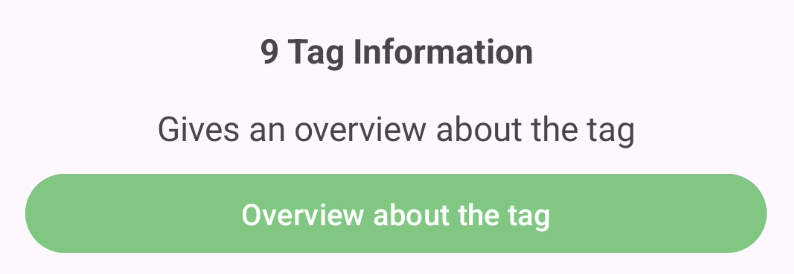 9 Tag Information
Gives an overview about the tag
Overview about the tag